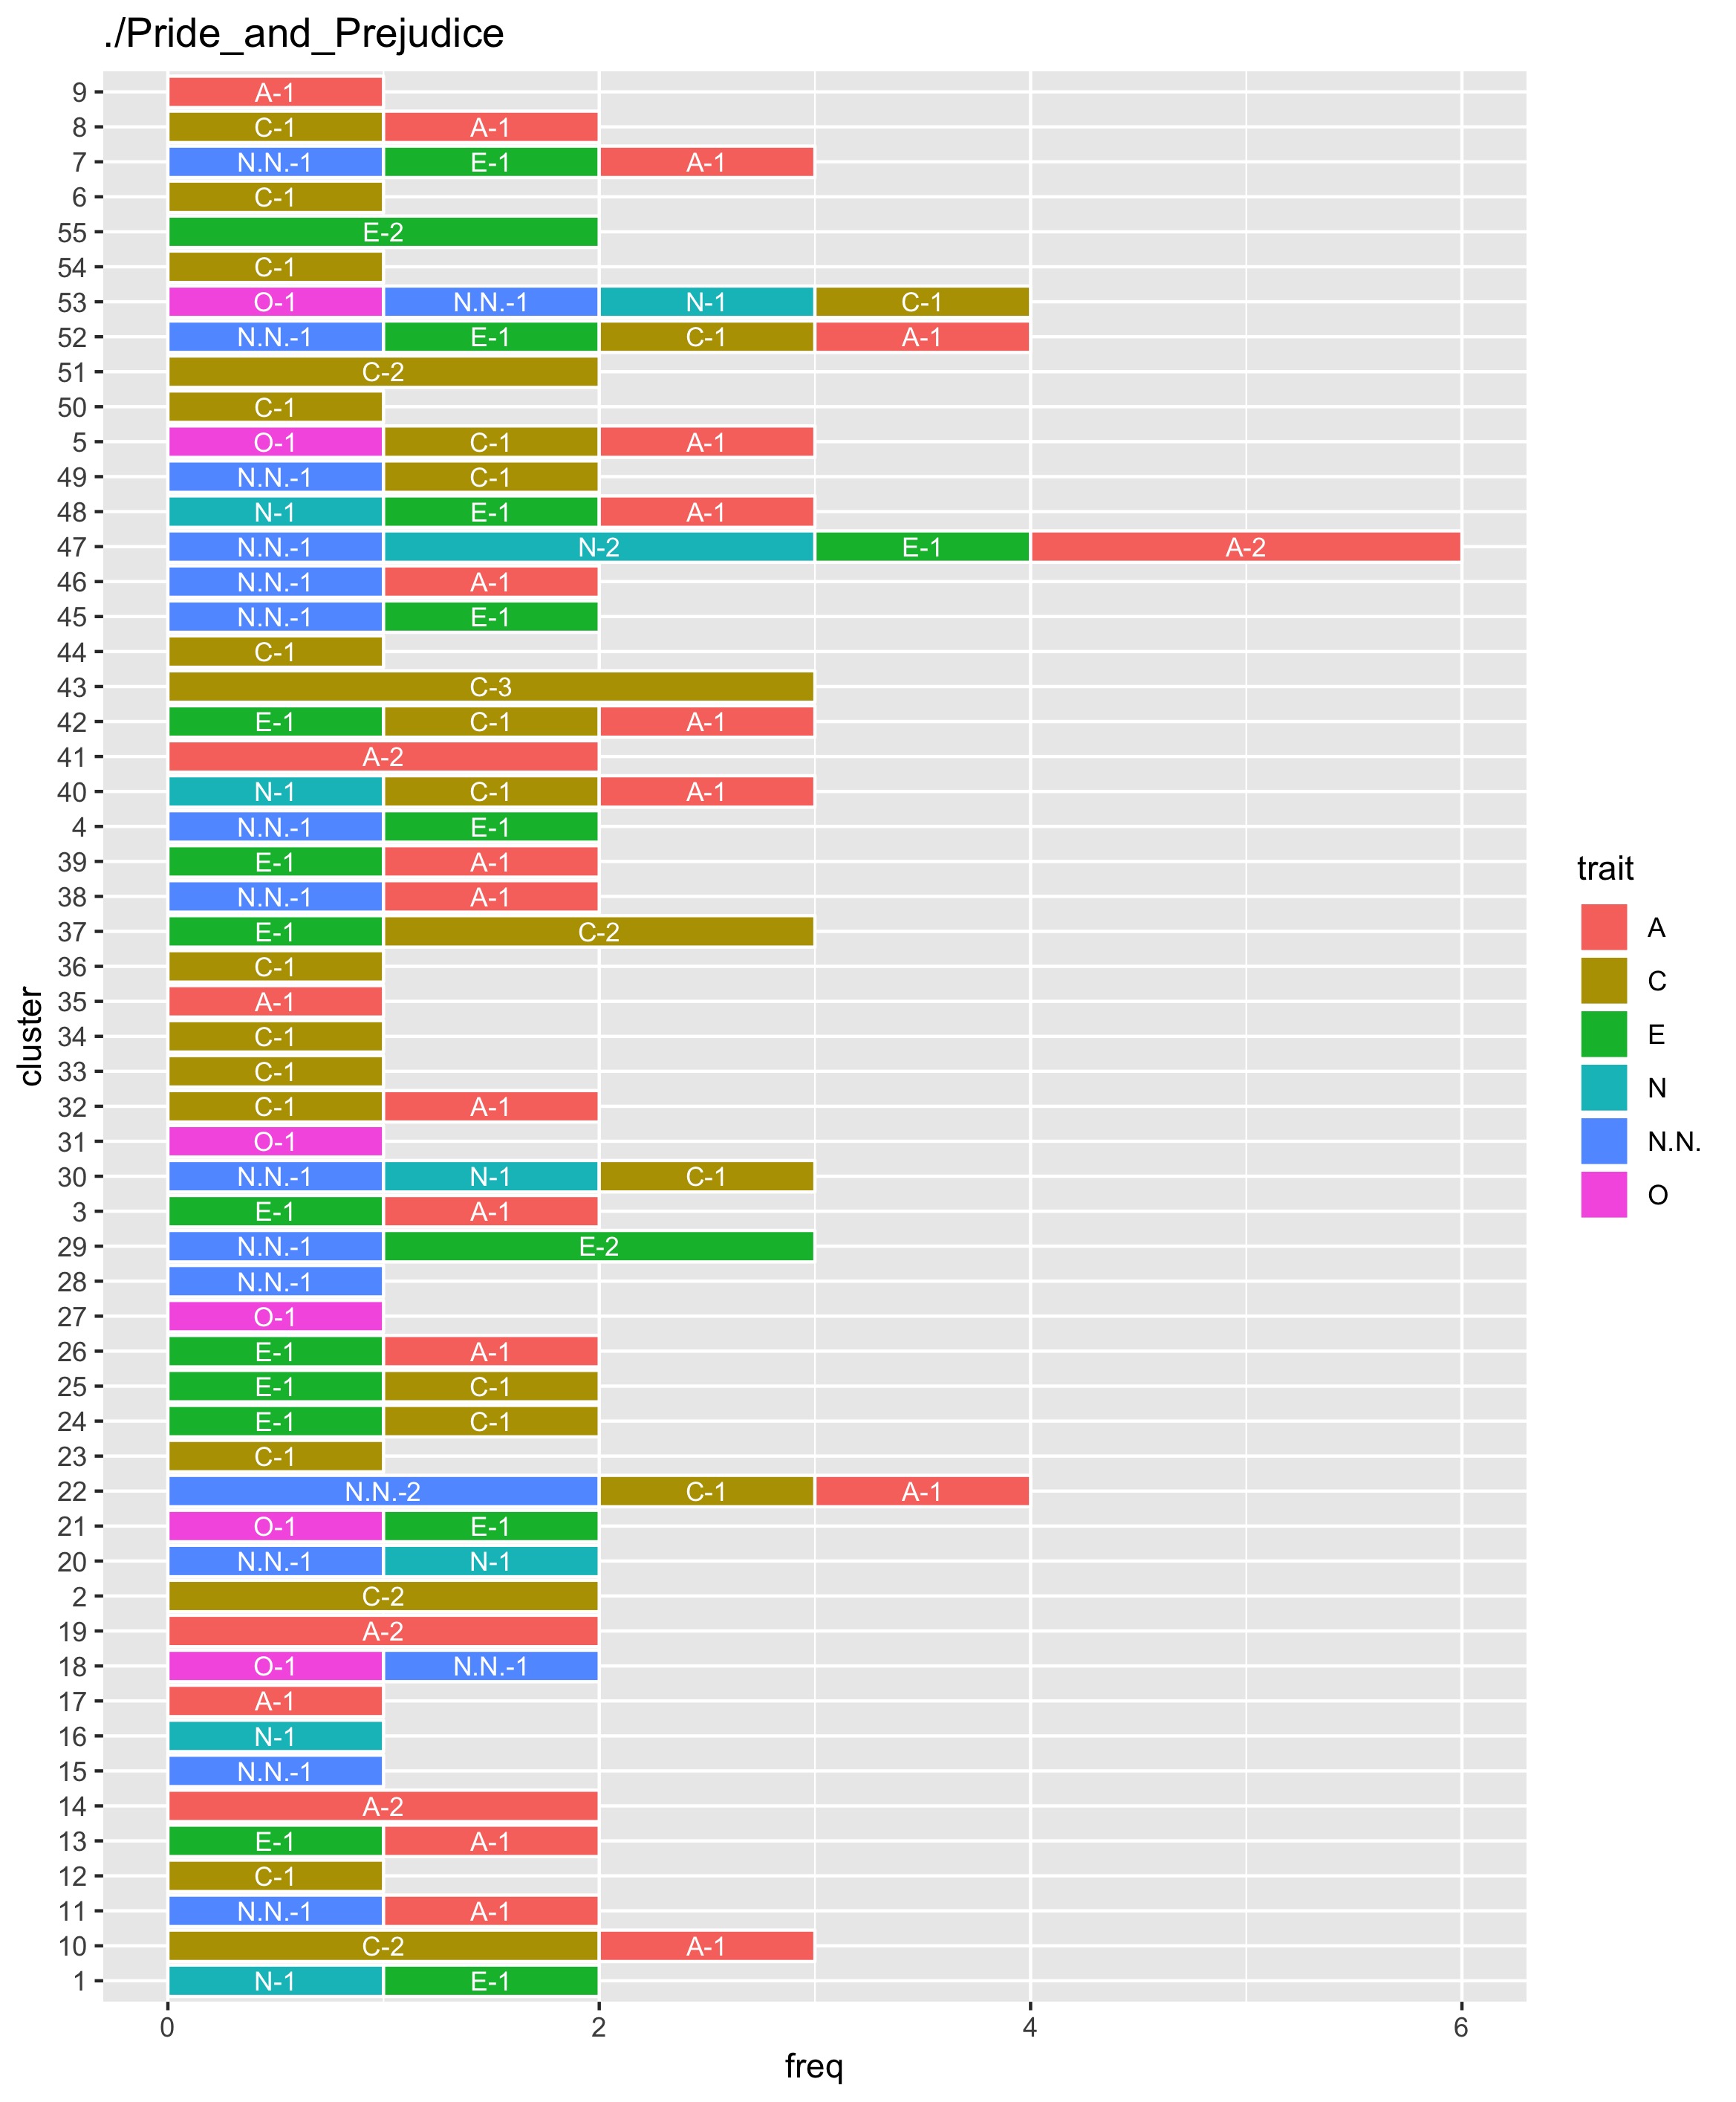 ./Pride_and_Prejudice
9 A-1
8 C-1 A-1
7 N.N.-1 E-1 A-1
6 C-1
55 E-2
54 C-1
53 O-1 N.N.-1 N-1 C-1
52 N.N.-1 E-1 C-1 A-1
51 C-2
50 C-1
5 O-1 C-1 A-1
49 N.N.-1 C-1
48 N-1 E-1 A-1
47 N.N.-1 N-2 E-1 A-2
46 N.N.-1 A-1
45 N.N.-1 E-1
44 C-1
43 C-3
42 E-1 C-1 A-1
41 A-2
40 N-1 C-1 A-1
4 N.N.-1 E-1
39 E-1 A-1
38 N.N.-1 A-1
37 E-1 C-2
36 C-1
35 A-1
34 C-1
33 C-1
32 C-1 A-1
31 O-1
30 N.N.-1 N-1 C-1
3 E-1 A-1
29 N.N.-1 E-2
28 N.N.-1
27 O-1
26 E-1 A-1
25 E-1 C-1
24 E-1 C-1
23 C-1
22 N.N.-2 C-1 A-1
21 O-1 E-1
20 N.N.-1 N-1
2 C-2
19 A-2
18 O-1 N.N.-1
17 A-1
16 N-1
15 N.N.-1
14 A-2
13 E-1 A-1
12 C-1
11 N.N.-1 A-1
10 C-2 A-1
1 N-1 E-1
0 2 4 6
freq
cluster
trait
A
C
E
N
N.N.
O